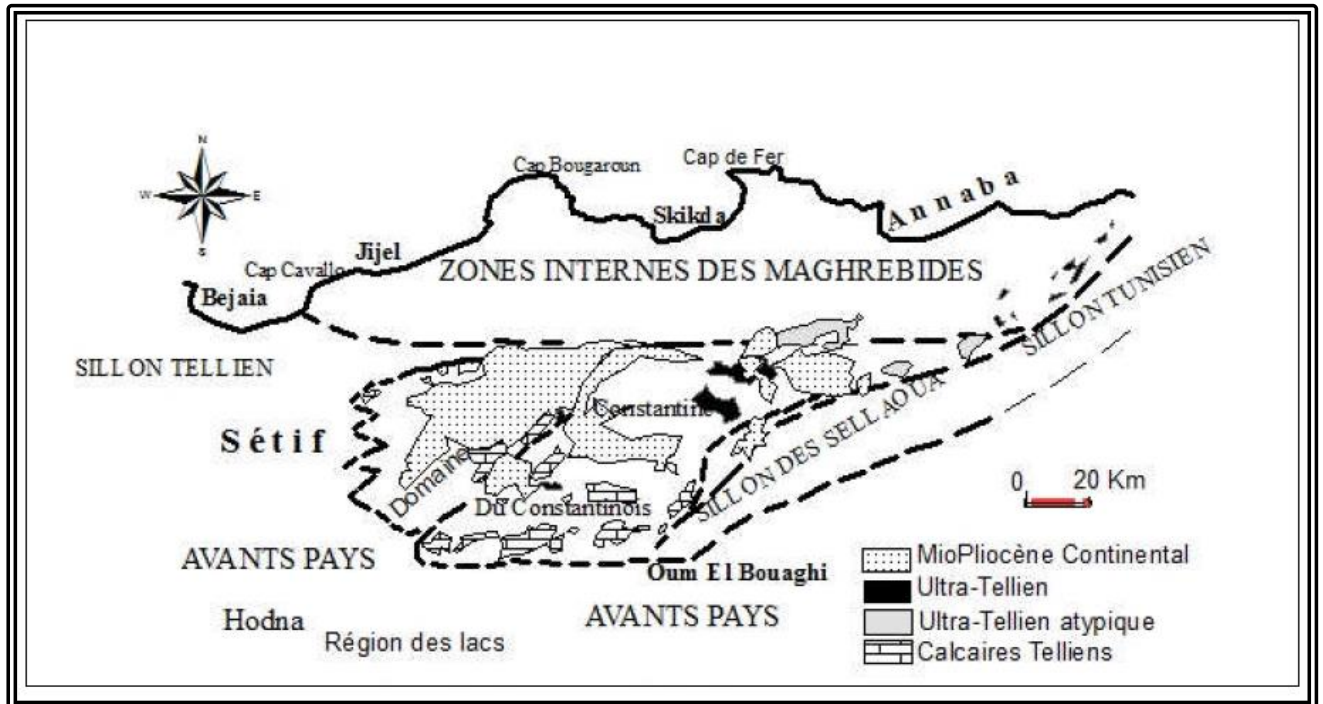 N
W E
S
Cap Bougaroun
Cap de Fer
Skikda
Annaba
Jijel
Cap Cavallo
ZONES INTERNES DES MAGHREBIDES
Bejaia
SILLON TUNISIEN
SILLON TELLIEN
Constantine
Sétif
SILLON DES SELLAOUA
Domaine
Du Constantinois
0 20 Km
AVANTS PAYS
Oum El Bouaghi
Hodna
AVANTS PAYS
Région des lacs
MioPliocène Continental
Ultra-Tellien
Ultra-Tellien atypique
Calcaires Telliens